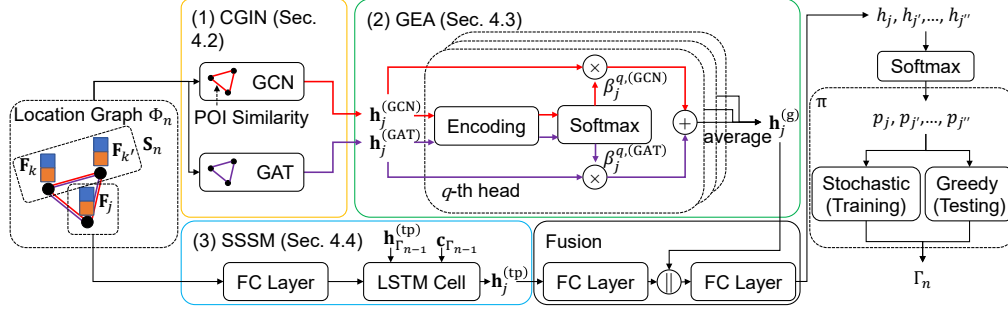 (1) CGIN (Sec.
4.2)
GCN
POI Similarity
GAT
(2) GEA (Sec. 4.3)
h_j^(GCN)
h_j^(GAT)
Encoding
Softmax
β_j^{q,(GCN)}
β_j^{q,(GAT)}
×
×
+
q-th head
average
h_j^(g)
Location Graph Φ_n
F_k
F_k'
S_n
F_j
(3) SSSM (Sec. 4.4)
h_{Γ_{n−1}}^(tp)
c_{Γ_{n−1}}
FC Layer
LSTM Cell
h_j^(tp)
Fusion
FC Layer
||
FC Layer
h_j, h_j',..., h_j''
Softmax
π
p_j, p_j',..., p_j''
Stochastic
(Training)
Greedy
(Testing)
Γ_n